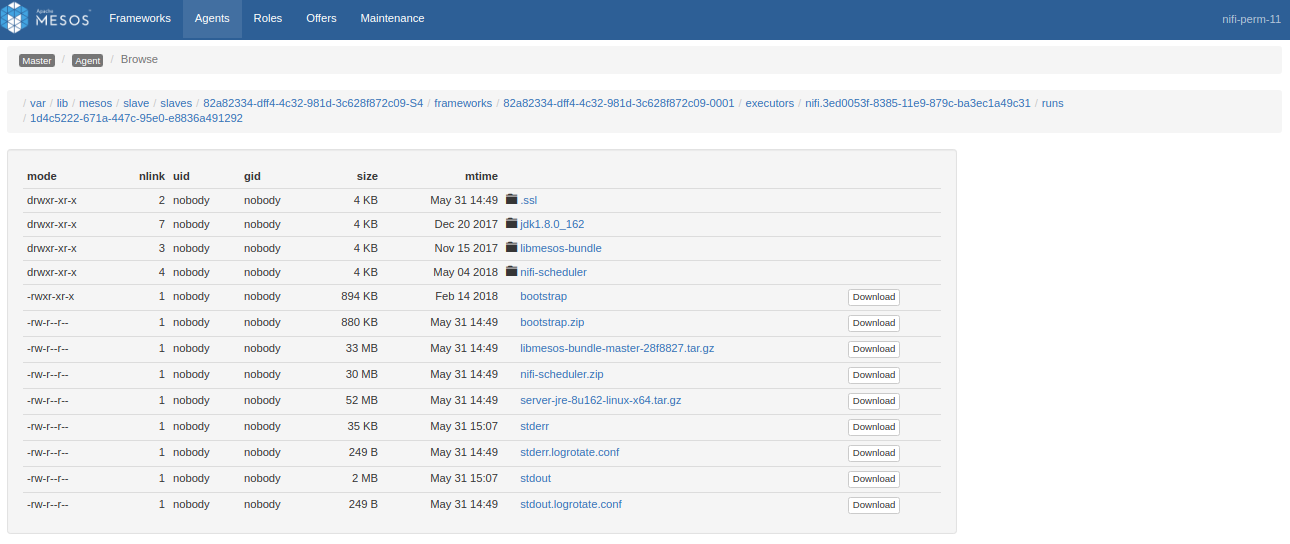 Apache MESOS™ Frameworks Agents Roles Offers Maintenance nifi-perm-11
Master / Agent / Browse
/ var / lib / mesos / slave / slaves / 82a82334-dff4-4c32-981d-3c628f872c09-S4 / frameworks / 82a82334-dff4-4c32-981d-3c628f872c09-0001 / executors / nifi.3ed0053f-8385-11e9-879c-ba3ec1a49c31 / runs
/ 1d4c5222-671a-447c-95e0-e8836a491292
mode nlink uid gid size mtime
drwxr-xr-x 2 nobody nobody 4 KB May 31 14:49 .ssl
drwxr-xr-x 7 nobody nobody 4 KB Dec 20 2017 jdk1.8.0_162
drwxr-xr-x 3 nobody nobody 4 KB Nov 15 2017 libmesos-bundle
drwxr-xr-x 4 nobody nobody 4 KB May 04 2018 nifi-scheduler
-rwxr-xr-x 1 nobody nobody 894 KB Feb 14 2018 bootstrap Download
-rw-r--r-- 1 nobody nobody 880 KB May 31 14:49 bootstrap.zip Download
-rw-r--r-- 1 nobody nobody 33 MB May 31 14:49 libmesos-bundle-master-28f8827.tar.gz Download
-rw-r--r-- 1 nobody nobody 30 MB May 31 14:49 nifi-scheduler.zip Download
-rw-r--r-- 1 nobody nobody 52 MB May 31 14:49 server-jre-8u162-linux-x64.tar.gz Download
-rw-r--r-- 1 nobody nobody 35 KB May 31 15:07 stderr Download
-rw-r--r-- 1 nobody nobody 249 B May 31 14:49 stderr.logrotate.conf Download
-rw-r--r-- 1 nobody nobody 2 MB May 31 15:07 stdout Download
-rw-r--r-- 1 nobody nobody 249 B May 31 14:49 stdout.logrotate.conf Download